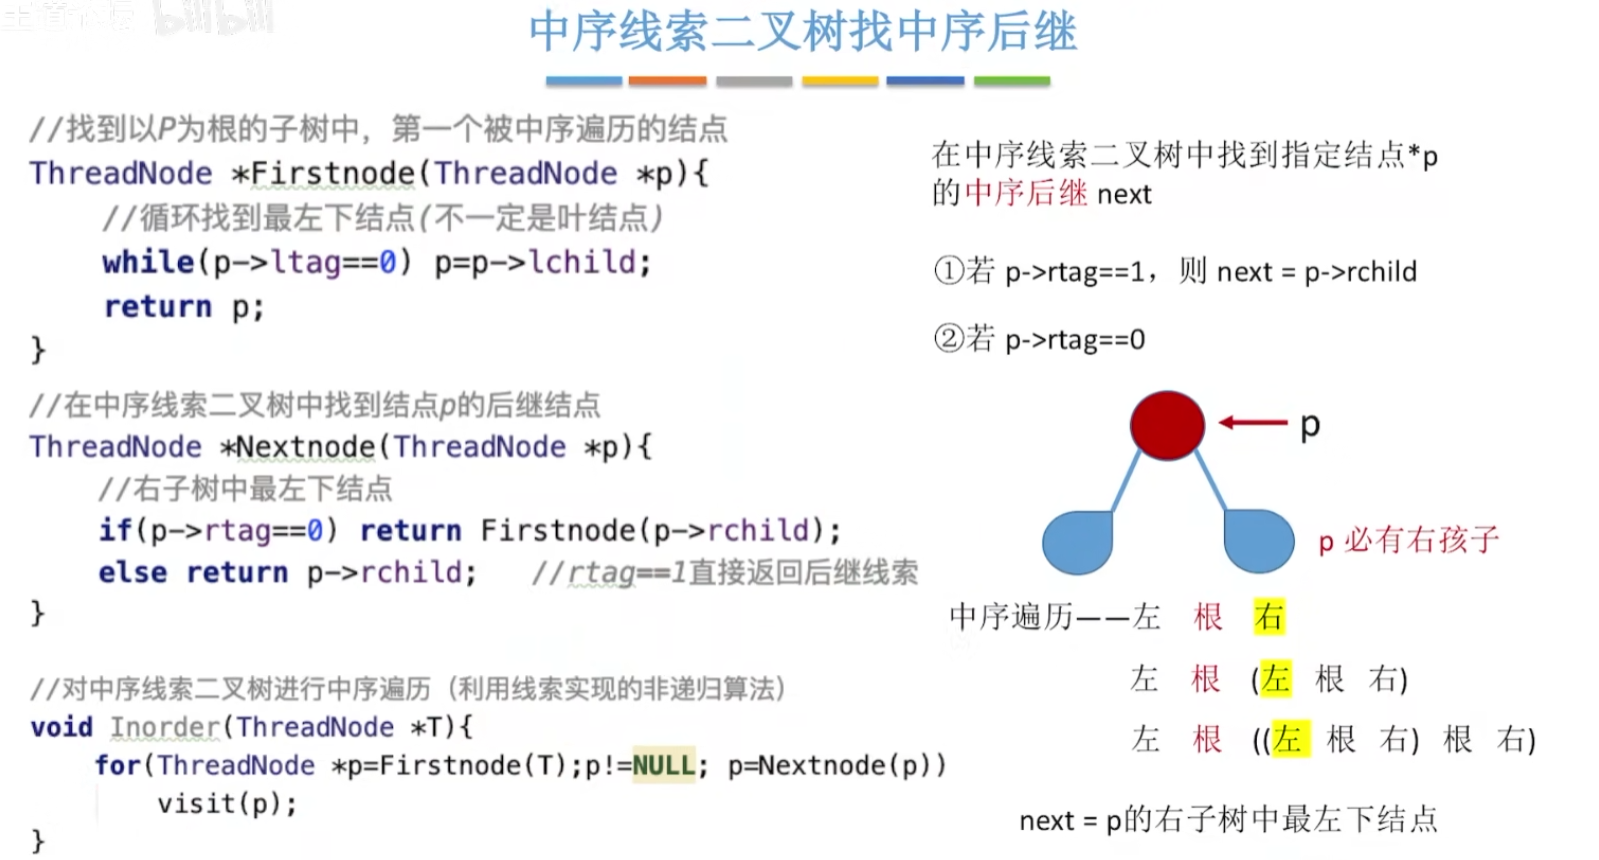 bilibili
中序线索二叉树找中序后继
//找到以P为根的子树中，第一个被中序遍历的结点
ThreadNode *Firstnode(ThreadNode *p){
//循环找到最左下结点(不一定是叶结点)
while(p->ltag==0) p=p->lchild;
return p;
}
//在中序线索二叉树中找到结点p的后继结点
ThreadNode *Nextnode(ThreadNode *p){
//右子树中最左下结点
if(p->rtag==0) return Firstnode(p->rchild);
else return p->rchild; //rtag==1直接返回后继线索
}
//对中序线索二叉树进行中序遍历（利用线索实现的非递归算法）
void Inorder(ThreadNode *T){
for(ThreadNode *p=Firstnode(T);p!=NULL; p=Nextnode(p))
visit(p);
}
在中序线索二叉树中找到指定结点*p
的中序后继 next
①若 p->rtag==1，则 next = p->rchild
②若 p->rtag==0
p
p 必有右孩子
中序遍历——左 根 右
左 根 (左 根 右)
左 根 ((左 根 右) 根 右)
next = p的右子树中最左下结点